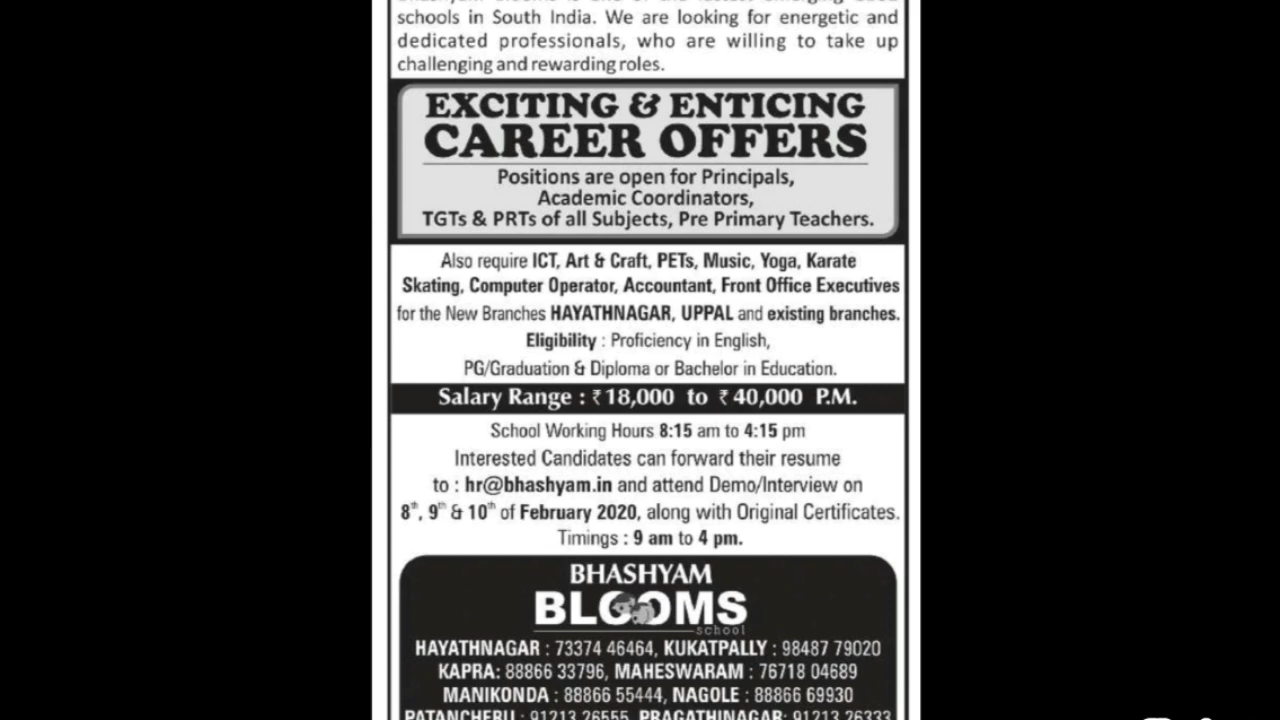 schools in South India. We are looking for energetic and
dedicated professionals, who are willing to take up
challenging and rewarding roles.
EXCITING & ENTICING
CAREER OFFERS
Positions are open for Principals,
Academic Coordinators,
TGTs & PRTs of all Subjects, Pre Primary Teachers.
Also require ICT, Art & Craft, PETs, Music, Yoga, Karate
Skating, Computer Operator, Accountant, Front Office Executives
for the New Branches HAYATHNAGAR, UPPAL and existing branches.
Eligibility : Proficiency in English,
PG/Graduation & Diploma or Bachelor in Education.
Salary Range : ₹18,000 to ₹40,000 P.M.
School Working Hours 8:15 am to 4:15 pm
Interested Candidates can forward their resume
to : hr@bhashyam.in and attend Demo/Interview on
8th, 9th & 10th of February 2020, along with Original Certificates.
Timings : 9 am to 4 pm.
BHASHYAM
BLOOMS
school
HAYATHNAGAR : 73374 46464, KUKATPALLY : 98487 79020
KAPRA: 88866 33796, MAHESWARAM : 76718 04689
MANIKONDA : 88866 55444, NAGOLE : 88866 69930
PATANCHERU : 91213 26555, PRAGATHINAGAR: 91213 26333